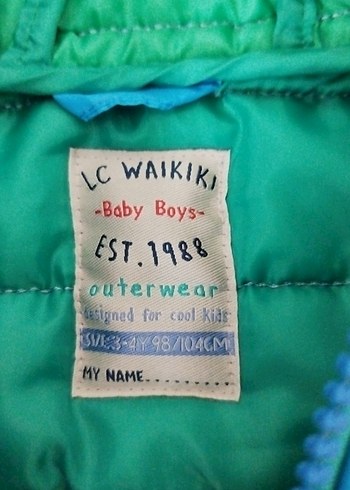 LC WAIKIKI
-Baby Boys-
EST. 1988
outerwear
designed for cool kids
SIZE:3-4Y 98/104CM
MY NAME.........